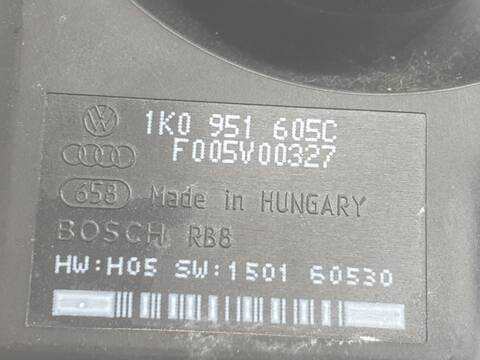 1K0 951 605C
F005V00327
658 Made in HUNGARY
BOSCH RB8
HW:H05 SW:1501 60530